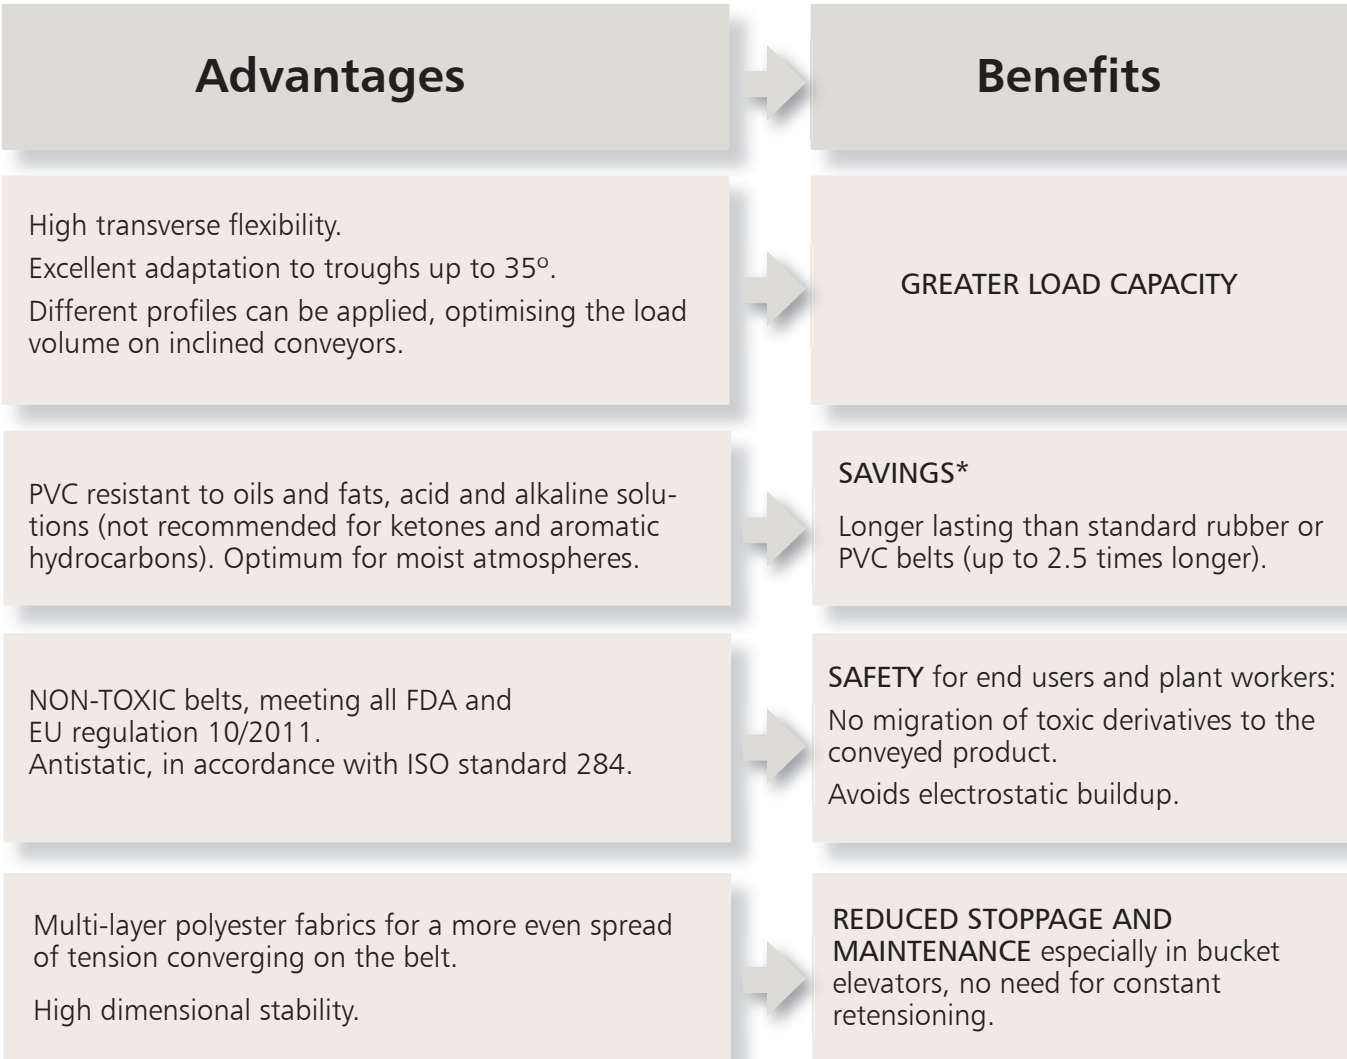 Advantages
Benefits
High transverse flexibility.
Excellent adaptation to troughs up to 35º.
Different profiles can be applied, optimising the load
volume on inclined conveyors.
GREATER LOAD CAPACITY
PVC resistant to oils and fats, acid and alkaline solu-
tions (not recommended for ketones and aromatic
hydrocarbons). Optimum for moist atmospheres.
SAVINGS*
Longer lasting than standard rubber or
PVC belts (up to 2.5 times longer).
NON-TOXIC belts, meeting all FDA and
EU regulation 10/2011.
Antistatic, in accordance with ISO standard 284.
SAFETY for end users and plant workers:
No migration of toxic derivatives to the
conveyed product.
Avoids electrostatic buildup.
Multi-layer polyester fabrics for a more even spread
of tension converging on the belt.
High dimensional stability.
REDUCED STOPPAGE AND
MAINTENANCE especially in bucket
elevators, no need for constant
retensioning.